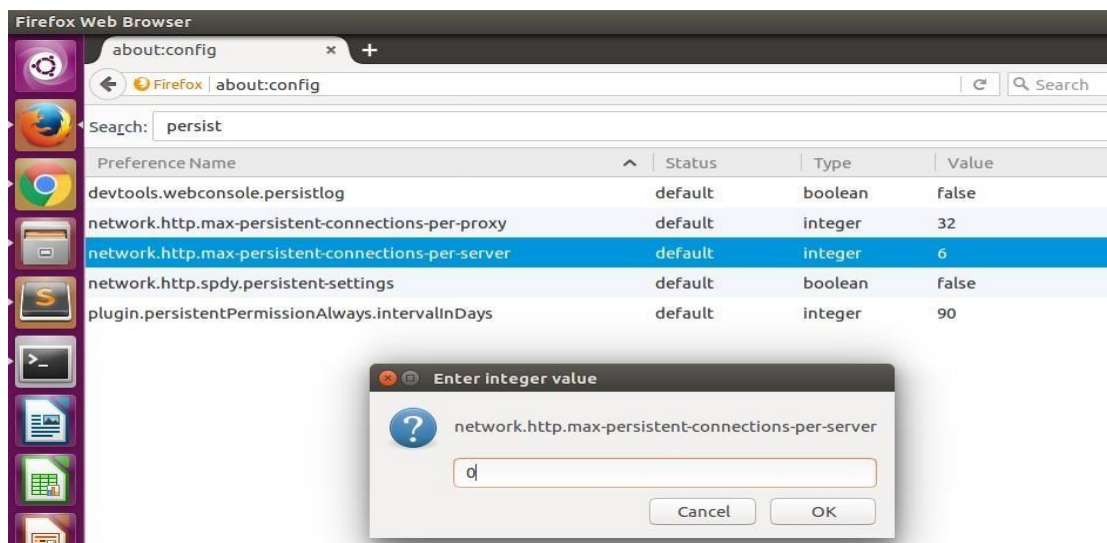 Firefox Web Browser
about:config × +
Firefox about:config Search
Search: persist
Preference Name Status Type Value
devtools.webconsole.persistlog default boolean false
network.http.max-persistent-connections-per-proxy default integer 32
network.http.max-persistent-connections-per-server default integer 6
network.http.spdy.persistent-settings default boolean false
plugin.persistentPermissionAlways.intervalInDays default integer 90
Enter integer value
network.http.max-persistent-connections-per-server
0
Cancel OK